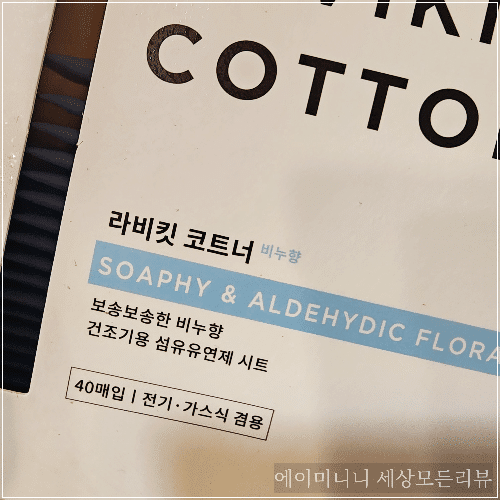 COTTO
라비킷 코트너 비누향
SOAPHY & ALDEHYDIC FLORA
보송보송한 비누향
건조기용 섬유유연제 시트
40매입 | 전기·가스식 겸용
에이미니니 세상모든리뷰